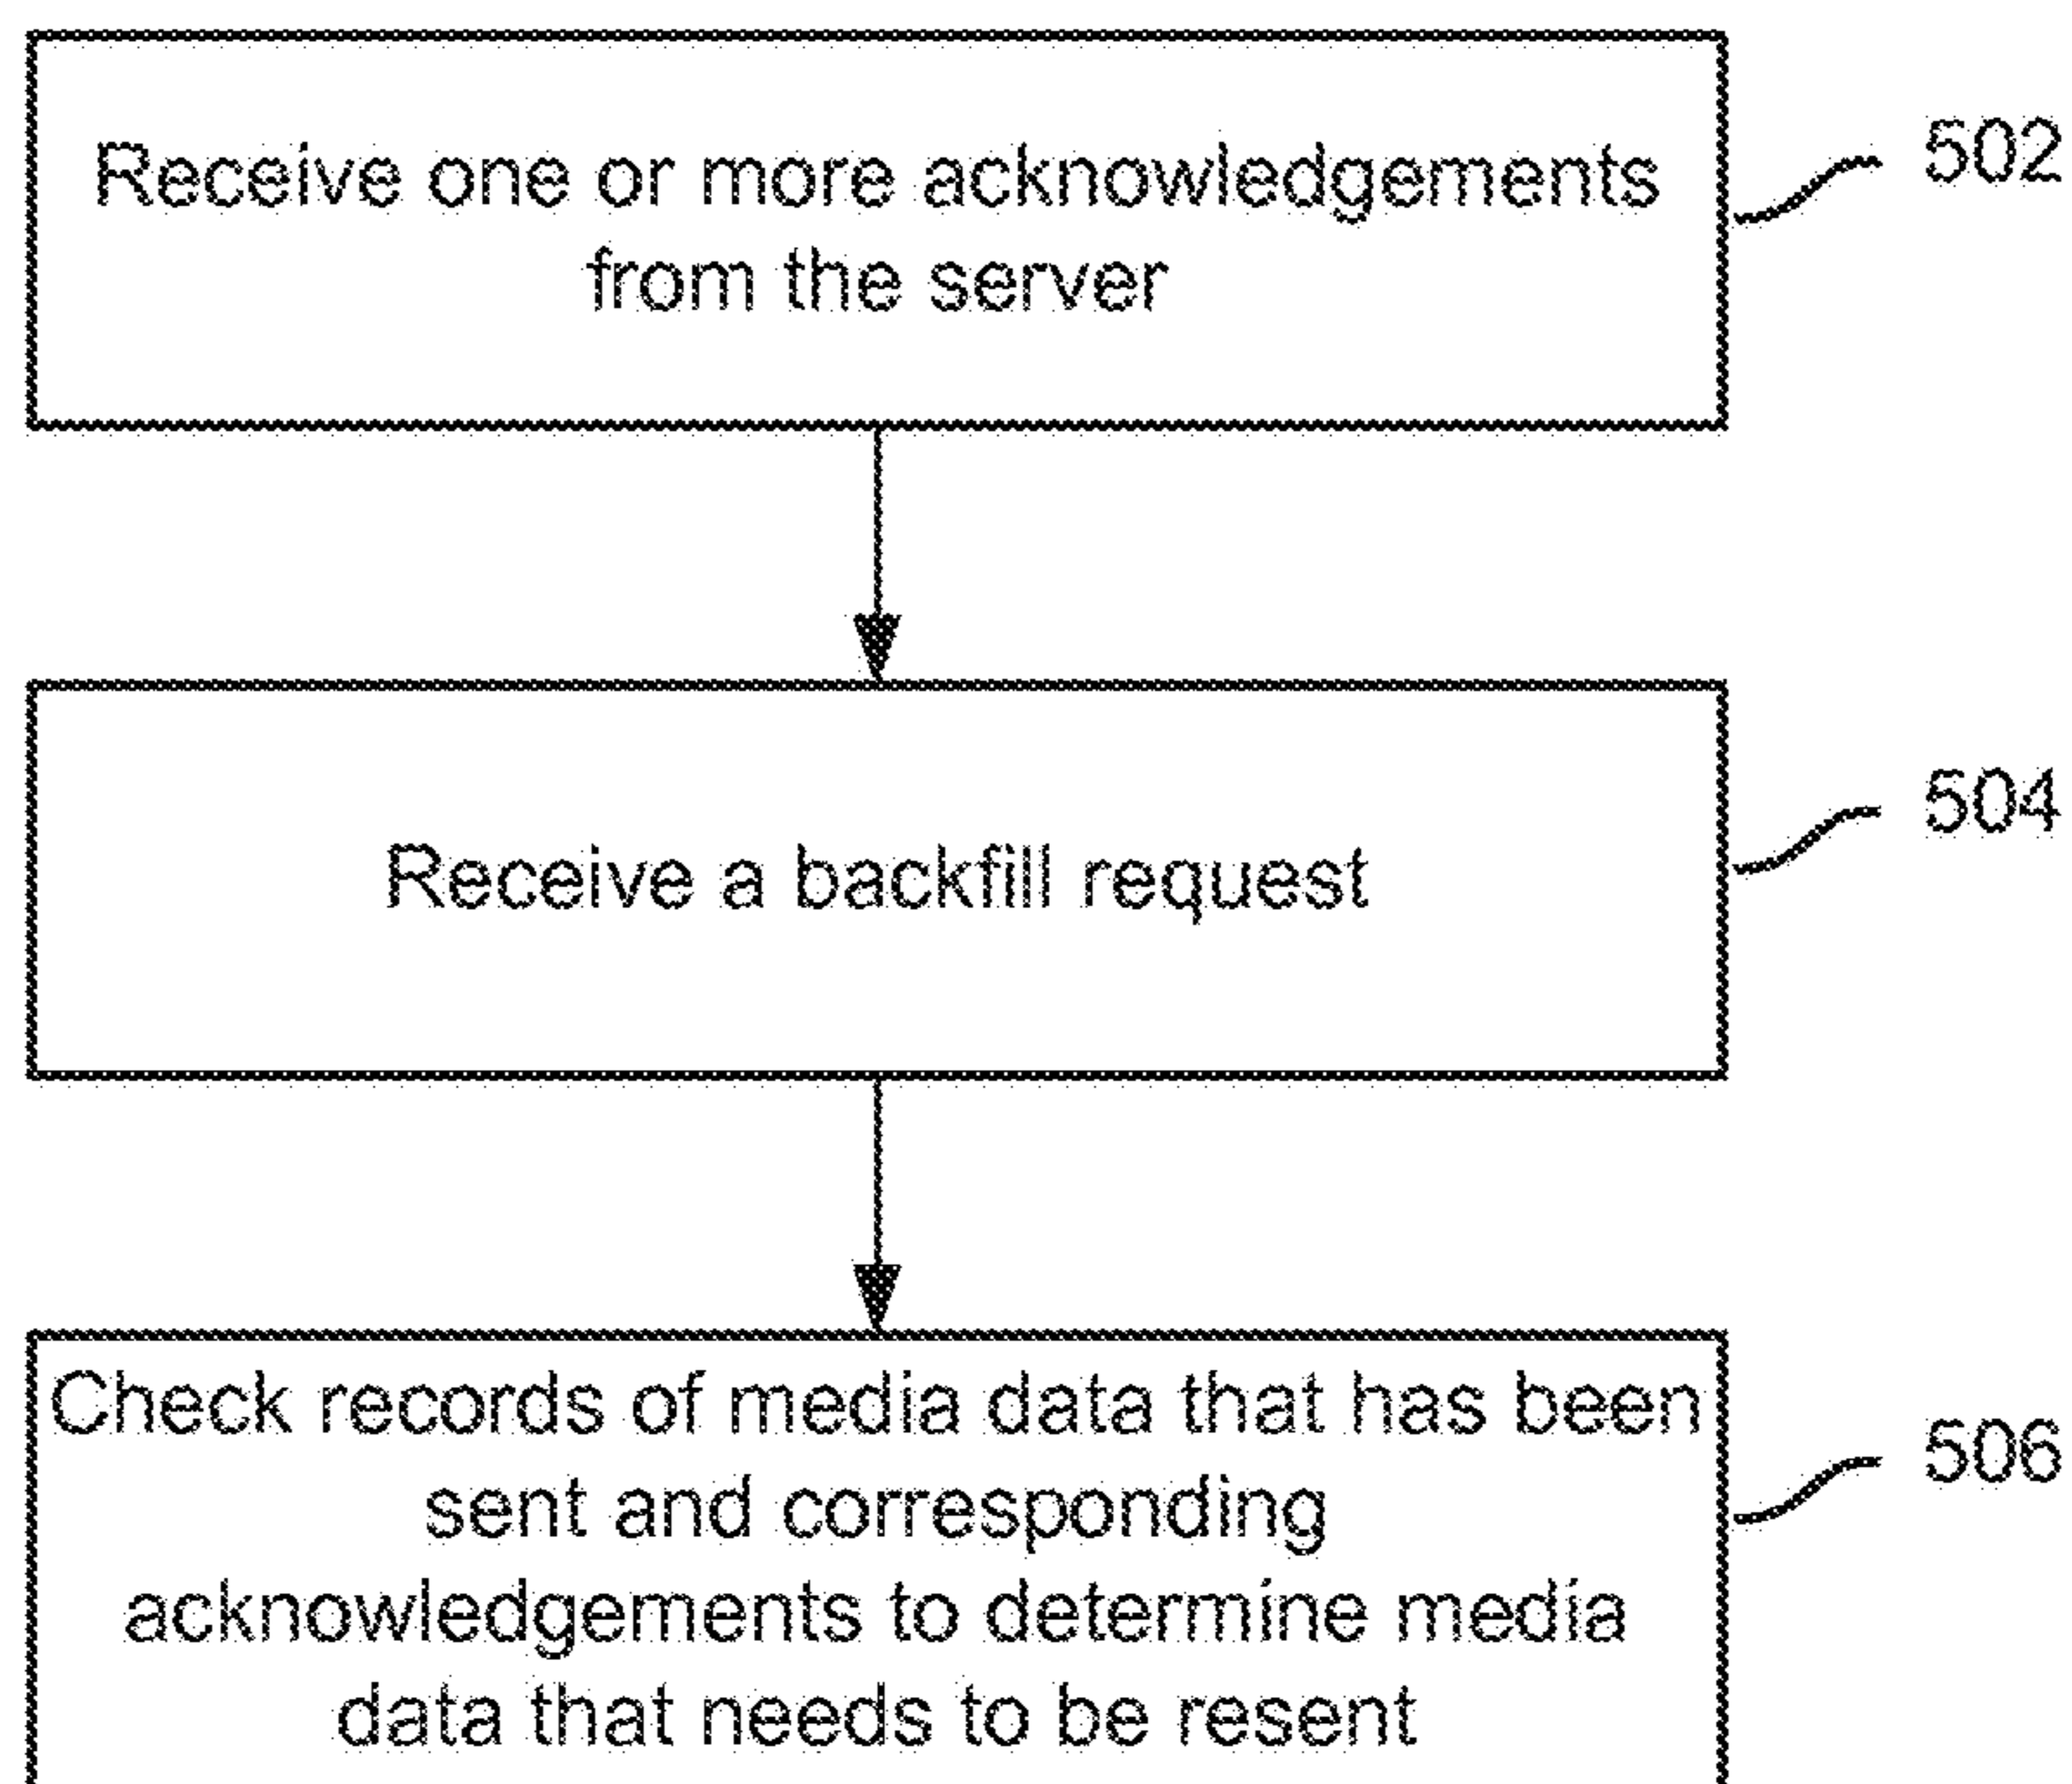 Receive one or more acknowledgements
from the server
502
Receive a backfill request
504
Check records of media data that has been
sent and corresponding
acknowledgements to determine media
data that needs to be resent
506